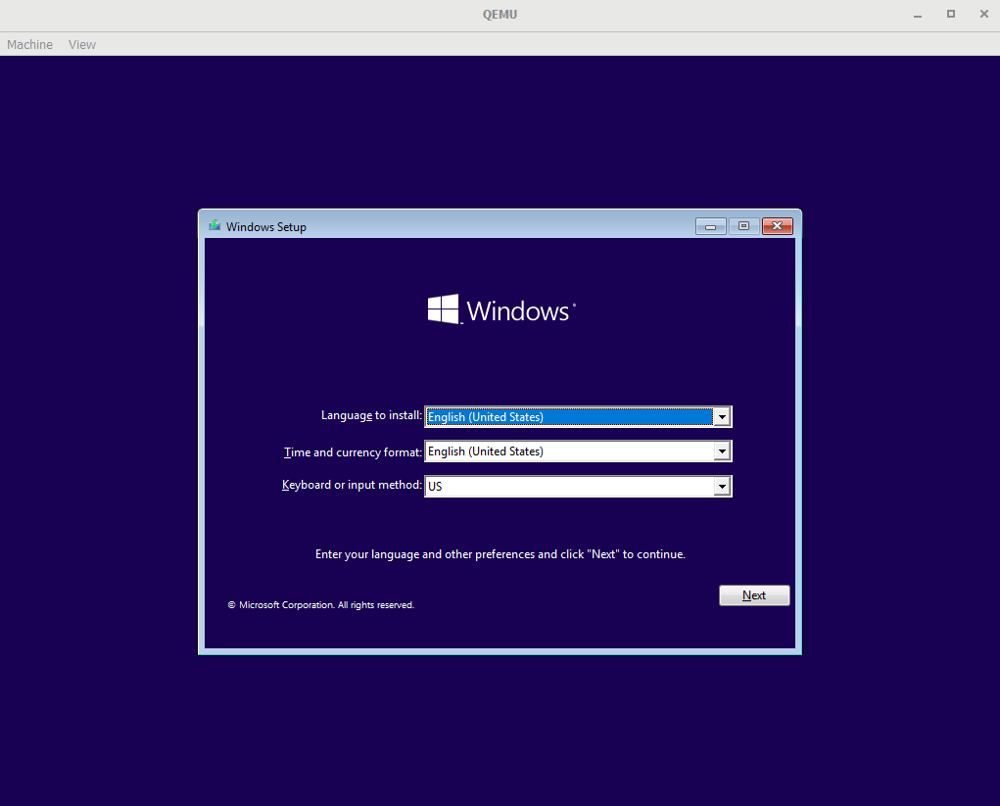 QEMU
Machine View
Windows Setup
Windows
Language to install: English (United States)
Time and currency format: English (United States)
Keyboard or input method: US
Enter your language and other preferences and click "Next" to continue.
Next
© Microsoft Corporation. All rights reserved.